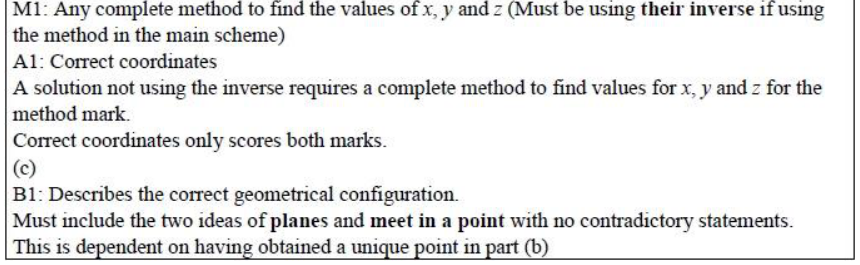 M1: Any complete method to find the values of x, y and z (Must be using their inverse if using
the method in the main scheme)
A1: Correct coordinates
A solution not using the inverse requires a complete method to find values for x, y and z for the
method mark.
Correct coordinates only scores both marks.
(c)
B1: Describes the correct geometrical configuration.
Must include the two ideas of planes and meet in a point with no contradictory statements.
This is dependent on having obtained a unique point in part (b)